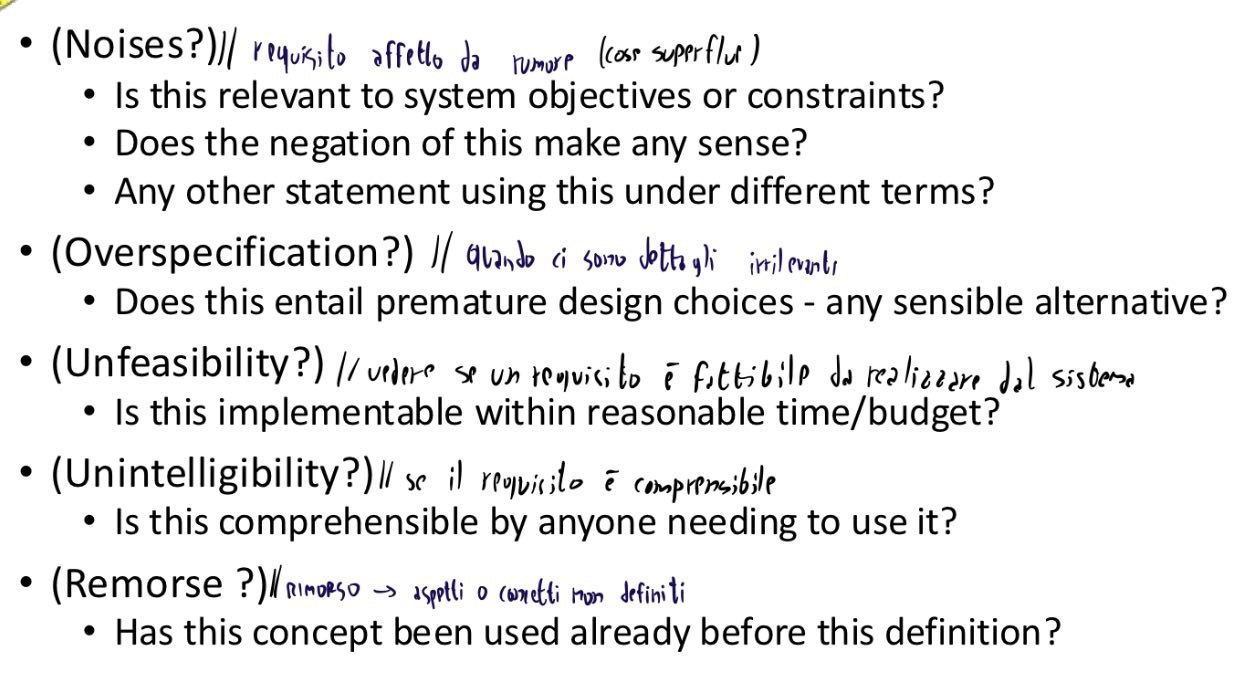 • (Noises?)// requisito affetto da rumore (cose superflue)
• Is this relevant to system objectives or constraints?
• Does the negation of this make any sense?
• Any other statement using this under different terms?
• (Overspecification?) // quando ci sono dettagli irrilevanti
• Does this entail premature design choices - any sensible alternative?
• (Unfeasibility?) // vedere se un requisito è fattibile da realizzare dal sistema
• Is this implementable within reasonable time/budget?
• (Unintelligibility?)// se il requisito è comprensibile
• Is this comprehensible by anyone needing to use it?
• (Remorse ?)// RIMORSO → aspetti o concetti non definiti
• Has this concept been used already before this definition?